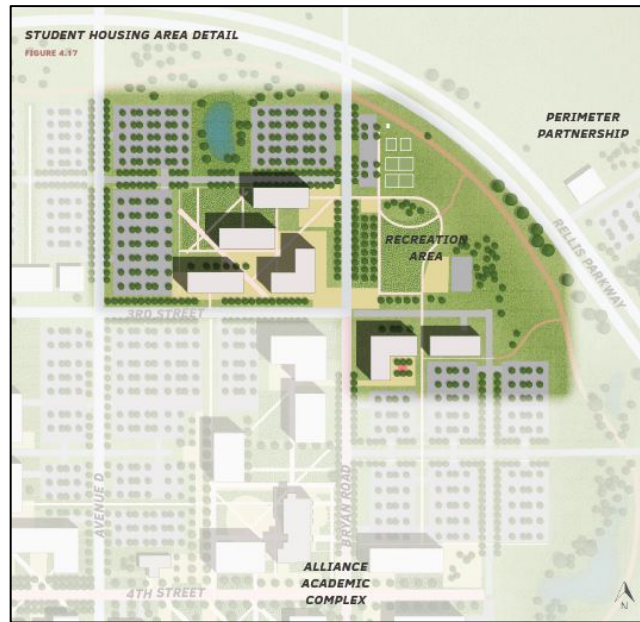 STUDENT HOUSING AREA DETAIL
FIGURE 4.17
PERIMETER
PARTNERSHIP
RELLIS PARKWAY
RECREATION
AREA
3RD STREET
AVENUE D
BRYAN ROAD
ALLIANCE
ACADEMIC
COMPLEX
4TH STREET
N